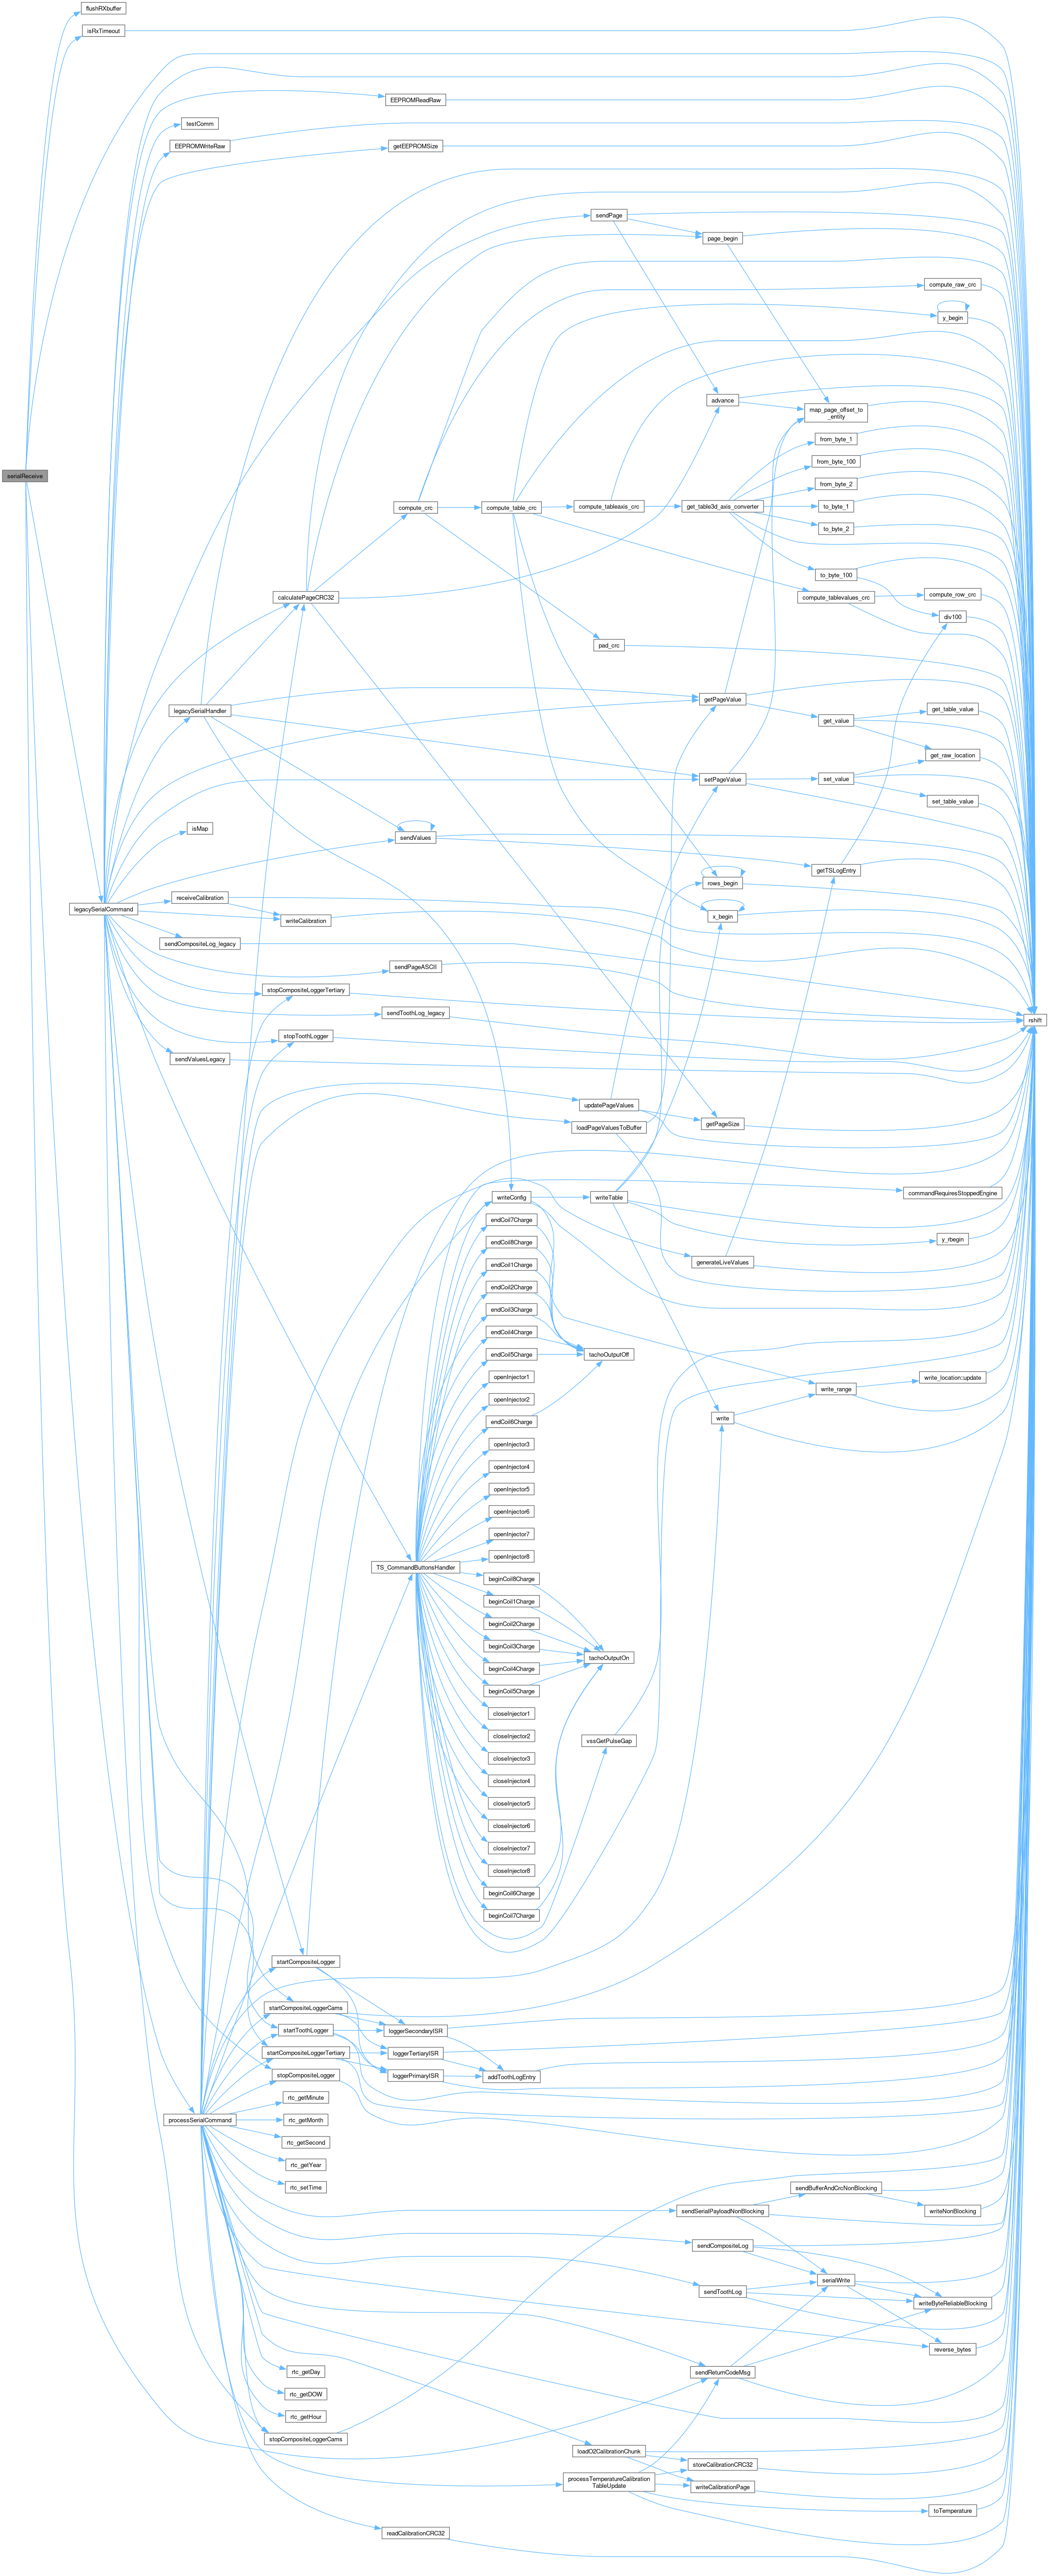 flushRXbuffer
isRxTimeout
EEPROMReadRaw
testComm
EEPROMWriteRaw
getEEPROMSize
sendPage
page_begin
compute_raw_crc
y_begin
advance
map_page_offset_to
_entity
from_byte_1
from_byte_100
serialReceive
from_byte_2
compute_crc
compute_table_crc
compute_tableaxis_crc
get_table3d_axis_converter
to_byte_1
to_byte_2
to_byte_100
calculatePageCRC32
compute_tablevalues_crc
compute_row_crc
div100
pad_crc
getPageValue
legacySerialHandler
get_table_value
get_value
get_raw_location
setPageValue
set_value
set_table_value
isMap
sendValues
getTSLogEntry
rows_begin
receiveCalibration
legacySerialCommand
x_begin
writeCalibration
sendCompositeLog_legacy
sendPageASCII
stopCompositeLoggerTertiary
sendToothLog_legacy
rshift
stopToothLogger
sendValuesLegacy
updatePageValues
loadPageValuesToBuffer
getPageSize
commandRequiresStoppedEngine
writeConfig
writeTable
endCoil7Charge
y_rbegin
endCoil8Charge
generateLiveValues
endCoil1Charge
endCoil2Charge
endCoil3Charge
endCoil4Charge
endCoil5Charge
tachoOutputOff
openInjector1
write_location::update
write_range
openInjector2
endCoil6Charge
write
openInjector3
openInjector4
openInjector5
openInjector6
openInjector7
openInjector8
TS_CommandButtonsHandler
beginCoil8Charge
beginCoil1Charge
beginCoil2Charge
beginCoil3Charge
tachoOutputOn
beginCoil4Charge
beginCoil5Charge
closeInjector1
closeInjector2
vssGetPulseGap
closeInjector3
closeInjector4
closeInjector5
closeInjector6
closeInjector7
closeInjector8
beginCoil6Charge
beginCoil7Charge
startCompositeLogger
startCompositeLoggerCams
startToothLogger
loggerSecondaryISR
startCompositeLoggerTertiary
loggerTertiaryISR
stopCompositeLogger
loggerPrimaryISR
addToothLogEntry
rtc_getMinute
processSerialCommand
rtc_getMonth
rtc_getSecond
rtc_getYear
rtc_setTime
sendBufferAndCrcNonBlocking
sendSerialPayloadNonBlocking
writeNonBlocking
sendCompositeLog
serialWrite
sendToothLog
writeByteReliableBlocking
reverse_bytes
sendReturnCodeMsg
rtc_getDay
rtc_getDOW
rtc_getHour
stopCompositeLoggerCams
loadO2CalibrationChunk
storeCalibrationCRC32
processTemperatureCalibration
TableUpdate
writeCalibrationPage
toTemperature
readCalibrationCRC32